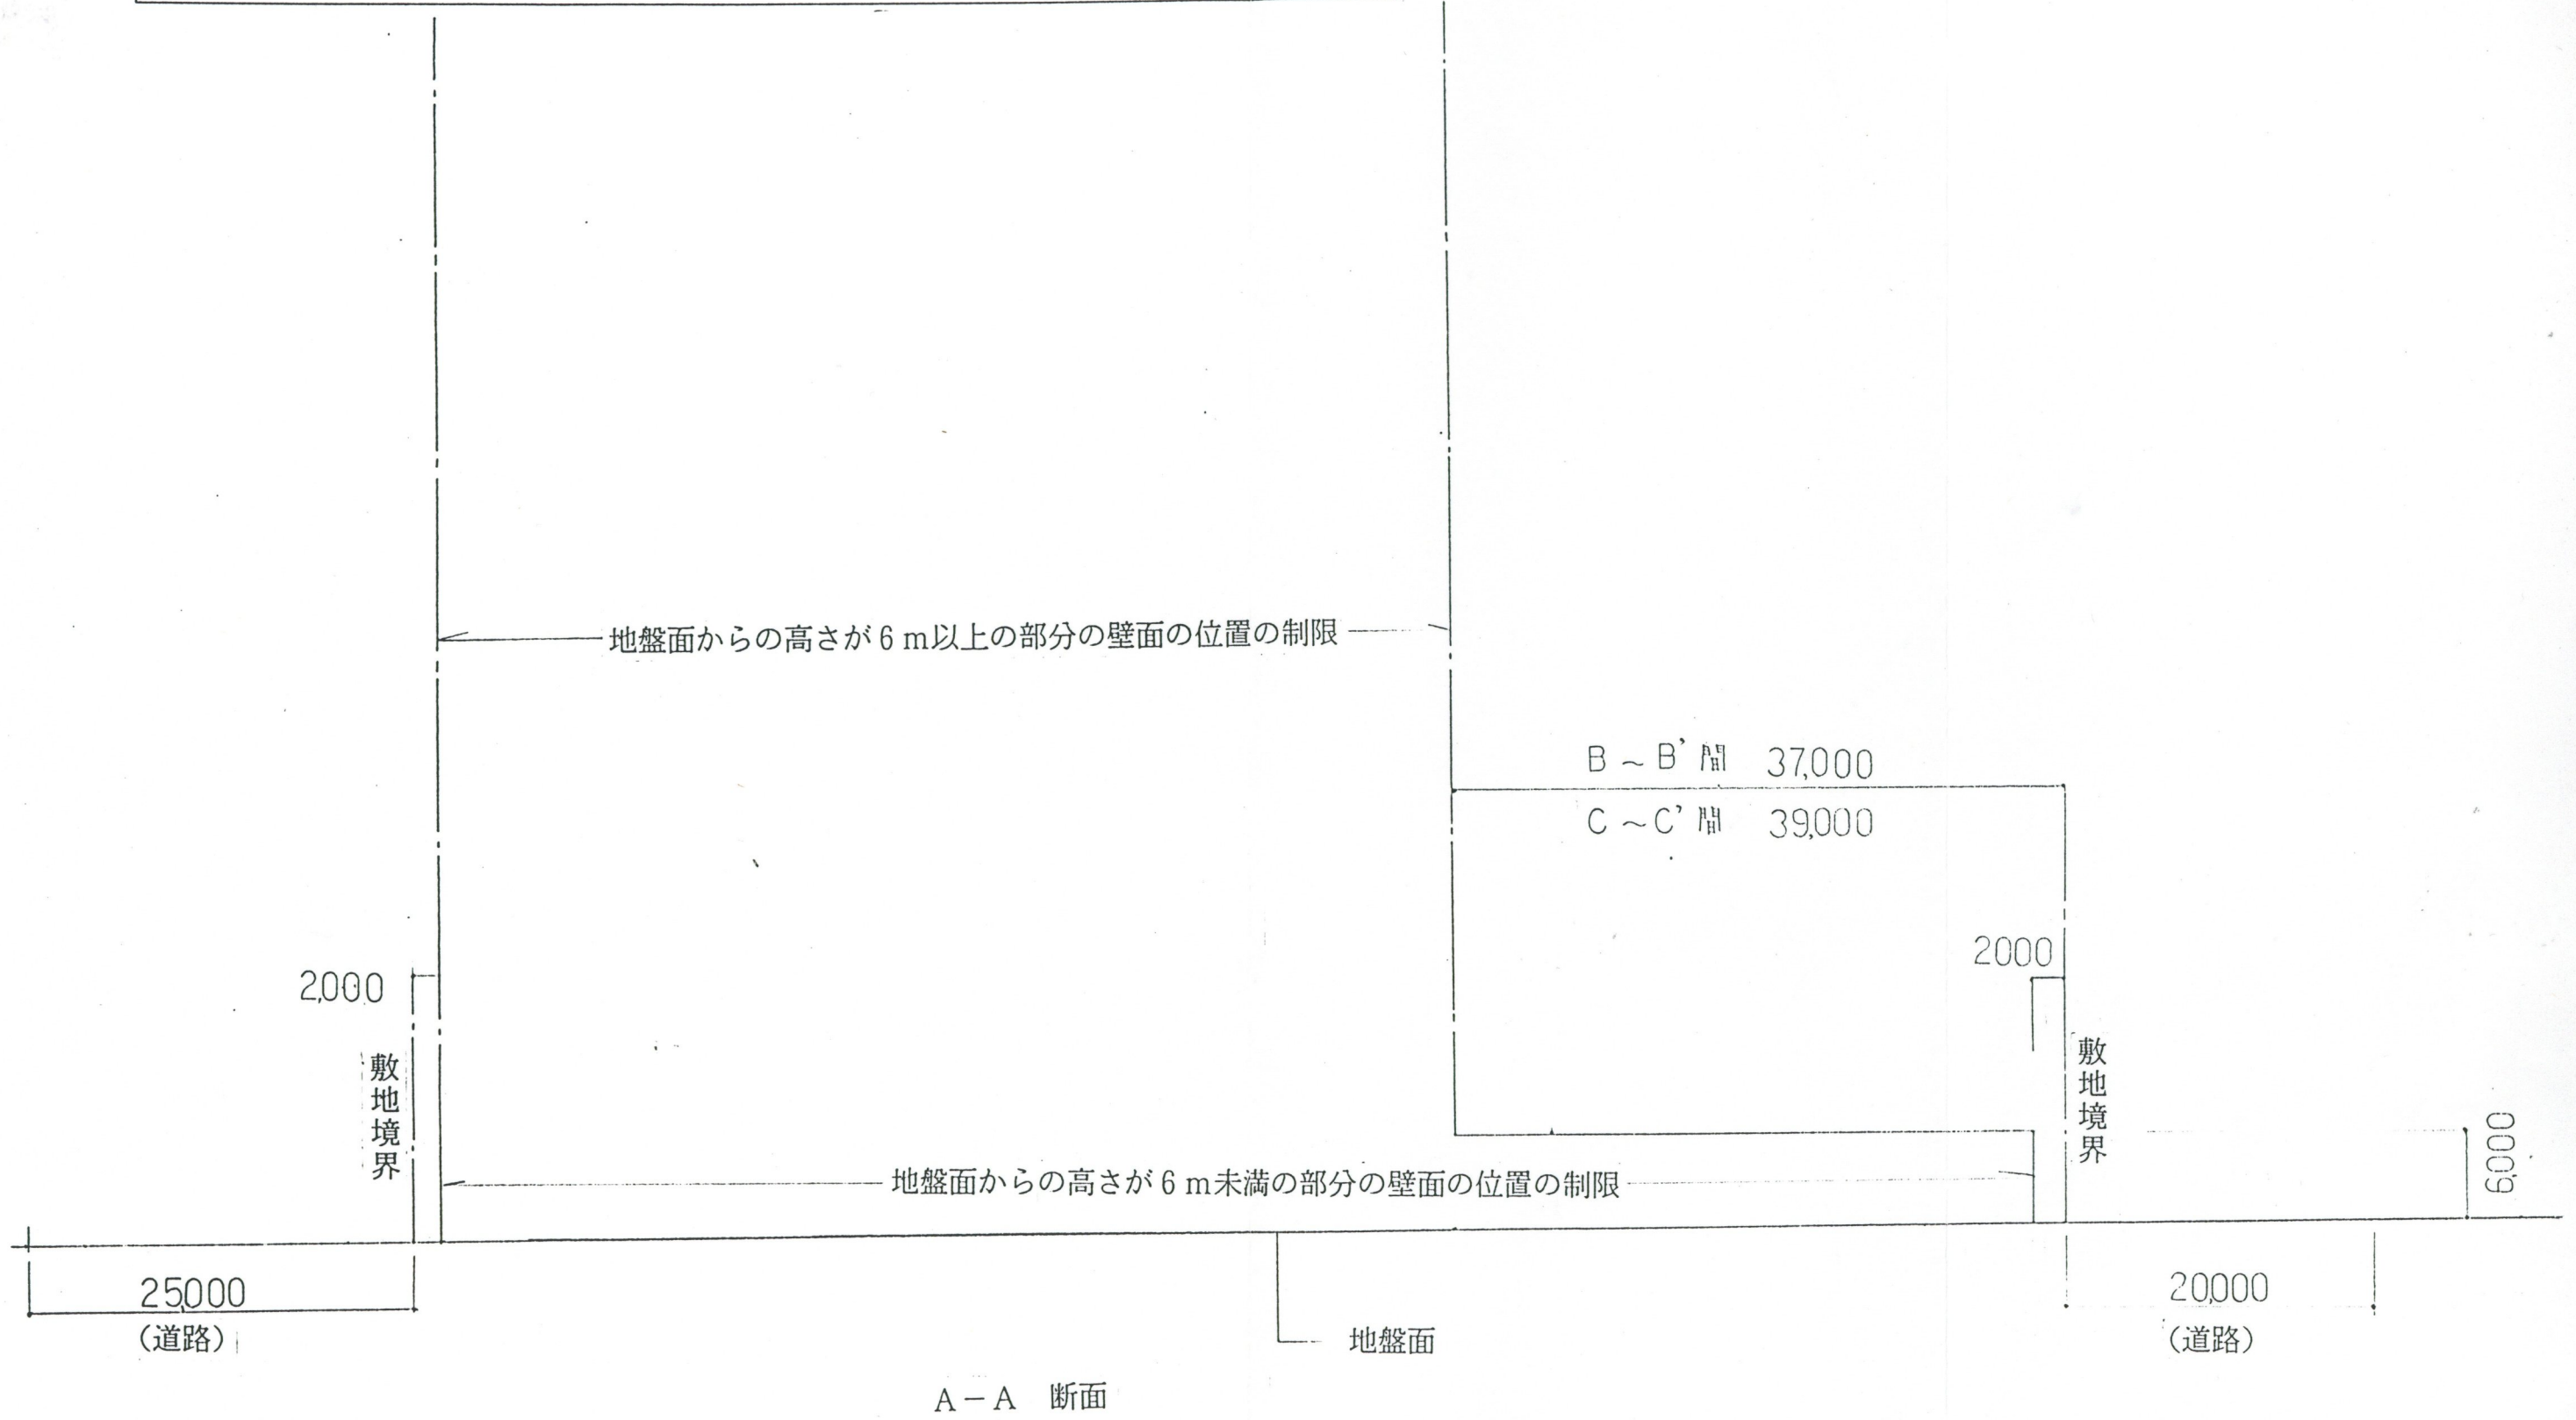 地盤面からの高さが6m以上の部分の壁面の位置の制限
B～B'間 37,000
C～C'間 39,000
2,000
2000
敷地境界
敷地境界
6,000
地盤面からの高さが6m未満の部分の壁面の位置の制限
25,000
(道路)
20,000
(道路)
地盤面
A－A 断面